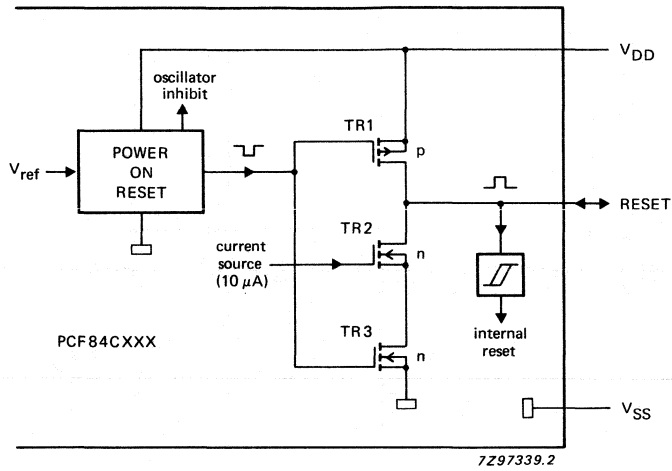 V_DD
oscillator
inhibit
TR1
p
V_ref
POWER
ON
RESET
RESET
TR2
n
current
source
(10 μA)
TR3
n
internal
reset
PCF84CXXX
V_SS
7Z97339.2